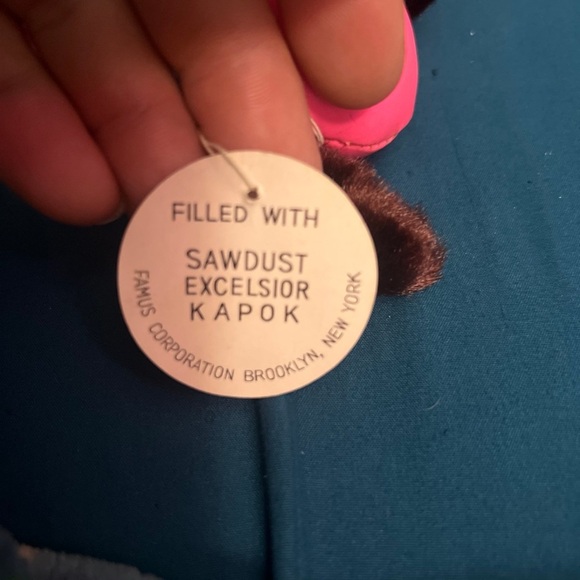 FILLED WITH
SAWDUST
EXCELSIOR
KAPOK
FAMUS CORPORATION BROOKLYN, NEW YORK